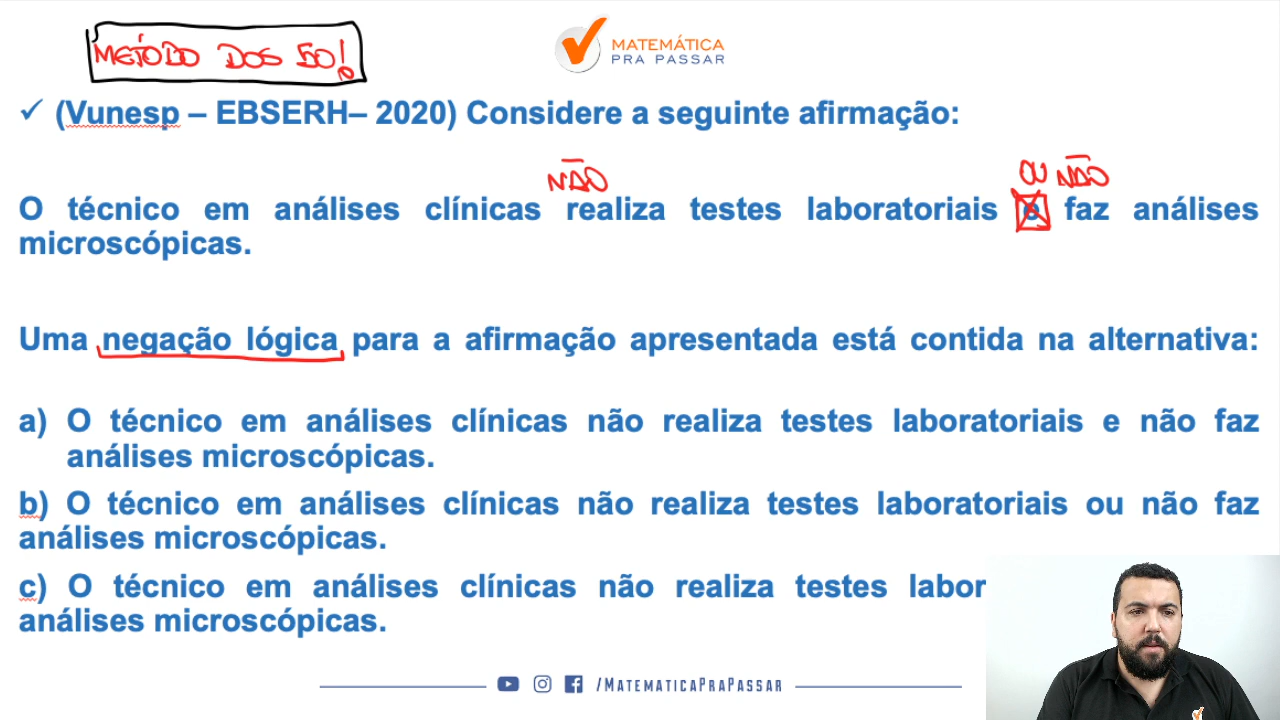 METÓDO DOS 50!
MATEMÁTICA
PRA PASSAR
✓ (Vunesp – EBSERH– 2020) Considere a seguinte afirmação:
NÃO OU NÃO
O técnico em análises clínicas realiza testes laboratoriais e faz análises
microscópicas.
Uma negação lógica para a afirmação apresentada está contida na alternativa:
a) O técnico em análises clínicas não realiza testes laboratoriais e não faz
análises microscópicas.
b) O técnico em análises clínicas não realiza testes laboratoriais ou não faz
análises microscópicas.
c) O técnico em análises clínicas não realiza testes labor
análises microscópicas.
/MATEMATICAPRAPASSAR